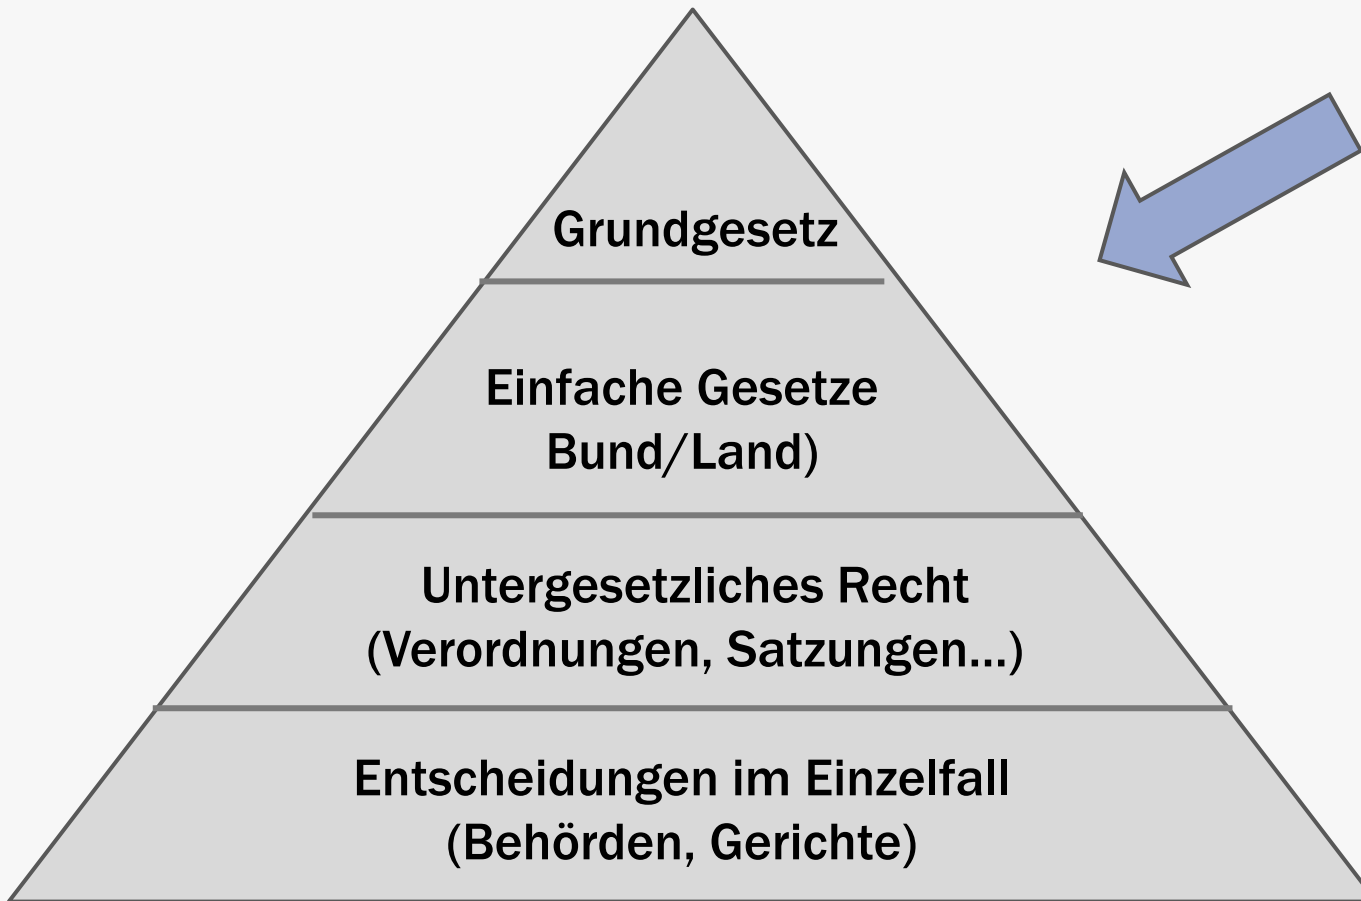 Grundgesetz
Einfache Gesetze
Bund/Land)
Untergesetzliches Recht
(Verordnungen, Satzungen...)
Entscheidungen im Einzelfall
(Behörden, Gerichte)